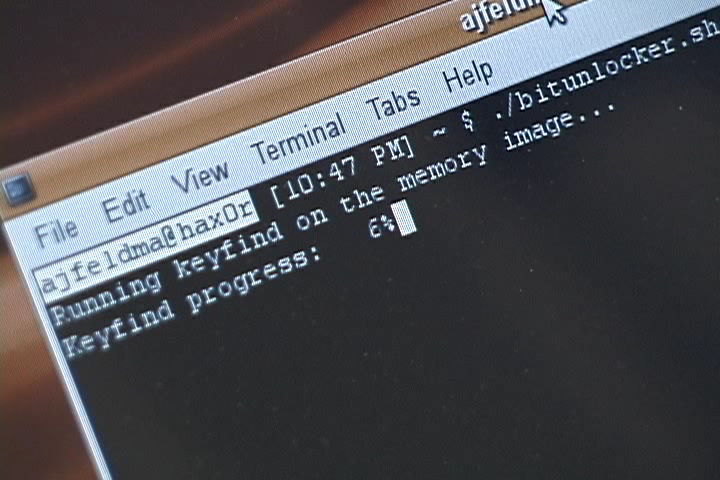 File Edit View Terminal Tabs Help
ajfeldma@hax0r [10:47 PM] ~ $ ./bitunlocker.sh
Running keyfind on the memory image...
Keyfind progress: 6%